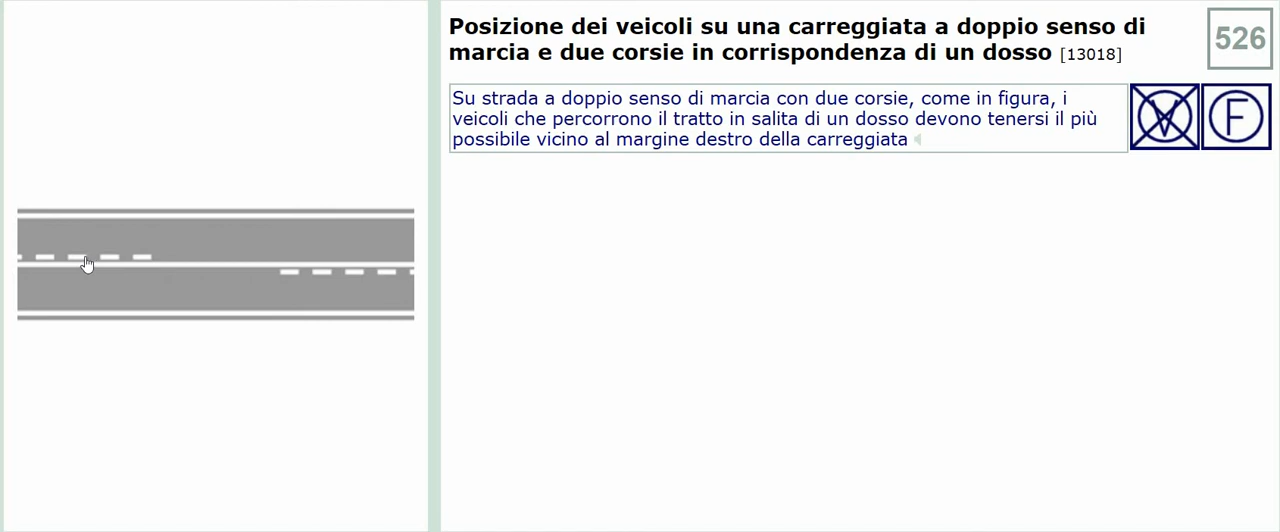 Posizione dei veicoli su una carreggiata a doppio senso di
marcia e due corsie in corrispondenza di un dosso [13018]
526
Su strada a doppio senso di marcia con due corsie, come in figura, i
veicoli che percorrono il tratto in salita di un dosso devono tenersi il più
possibile vicino al margine destro della carreggiata
V F